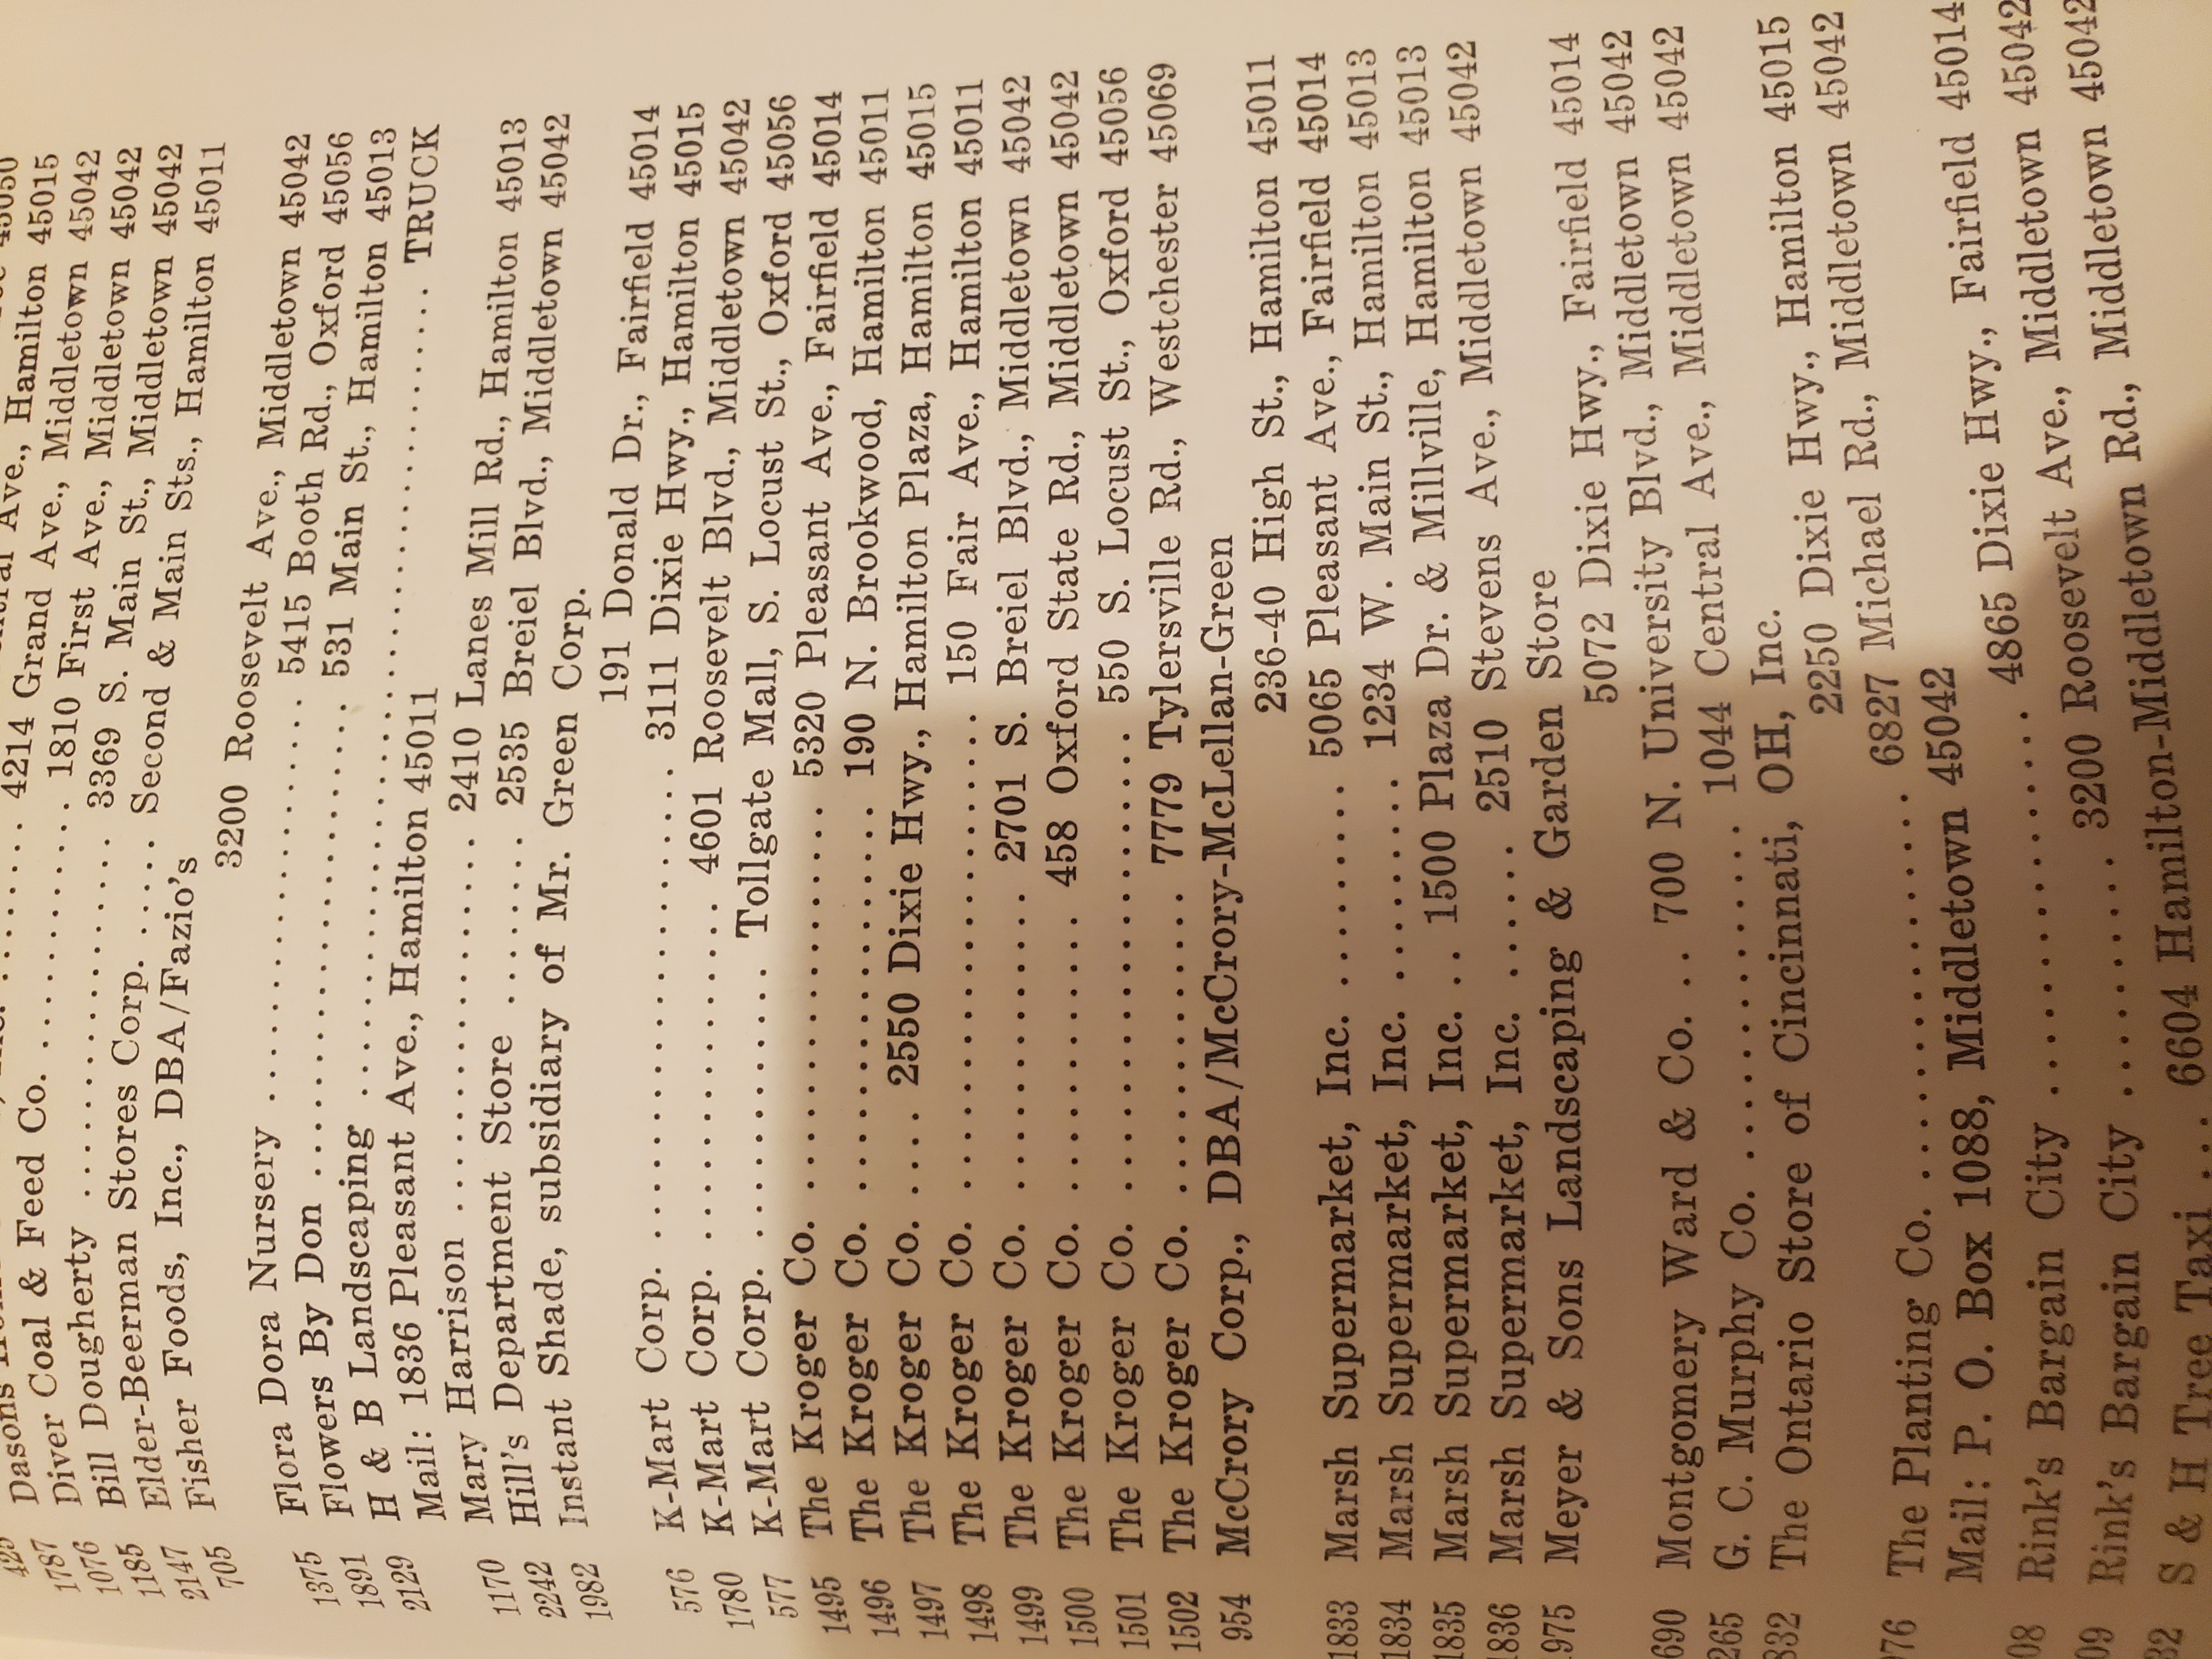 425 Central Ave., Hamilton 45015
1787 Dasons 4214 Grand Ave., Middletown 45042
1076 Diver Coal & Feed Co. .......... 1810 First Ave., Middletown 45042
1185 Bill Dougherty .......... 3369 S. Main St., Middletown 45042
2147 Elder-Beerman Stores Corp. ..... Second & Main Sts., Hamilton 45011
705 Fisher Foods, Inc., DBA/Fazio's
3200 Roosevelt Ave., Middletown 45042
1375 Flora Dora Nursery .......... 5415 Booth Rd., Oxford 45056
1891 Flowers By Don .......... 531 Main St., Hamilton 45013
2129 H & B Landscaping .......... TRUCK
Mail: 1836 Pleasant Ave., Hamilton 45011
1170 Mary Harrison .......... 2410 Lanes Mill Rd., Hamilton 45013
2242 Hill's Department Store ....... 2535 Breiel Blvd., Middletown 45042
1982 Instant Shade, subsidiary of Mr. Green Corp.
191 Donald Dr., Fairfield 45014
576 K-Mart Corp. .......... 3111 Dixie Hwy., Hamilton 45015
1780 K-Mart Corp. .......... 4601 Roosevelt Blvd., Middletown 45042
577 K-Mart Corp. .......... Tollgate Mall, S. Locust St., Oxford 45056
1495 The Kroger Co. .......... 5320 Pleasant Ave., Fairfield 45014
1496 The Kroger Co. .......... 190 N. Brookwood, Hamilton 45011
1497 The Kroger Co. .... 2550 Dixie Hwy., Hamilton Plaza, Hamilton 45015
1498 The Kroger Co. .......... 150 Fair Ave., Hamilton 45011
1499 The Kroger Co. .......... 2701 S. Breiel Blvd., Middletown 45042
1500 The Kroger Co. .......... 458 Oxford State Rd., Middletown 45042
1501 The Kroger Co. .......... 550 S. Locust St., Oxford 45056
1502 The Kroger Co. .......... 7779 Tylersville Rd., Westchester 45069
954 McCrory Corp., DBA/McCrory-McLellan-Green
236-40 High St., Hamilton 45011
1833 Marsh Supermarket, Inc. ......... 5065 Pleasant Ave., Fairfield 45014
1834 Marsh Supermarket, Inc. ......... 1234 W. Main St., Hamilton 45013
1835 Marsh Supermarket, Inc. .. 1500 Plaza Dr. & Millville, Hamilton 45013
1836 Marsh Supermarket, Inc. ...... 2510 Stevens Ave., Middletown 45042
1975 Meyer & Sons Landscaping & Garden Store
5072 Dixie Hwy., Fairfield 45014
690 Montgomery Ward & Co. .. 700 N. University Blvd., Middletown 45042
265 G. C. Murphy Co. .......... 1044 Central Ave., Middletown 45042
832 The Ontario Store of Cincinnati, OH, Inc.
2250 Dixie Hwy., Hamilton 45015
76 The Planting Co. .......... 6827 Michael Rd., Middletown 45042
Mail: P. O. Box 1088, Middletown 45042
08 Rink's Bargain City .......... 4865 Dixie Hwy., Fairfield 45014
09 Rink's Bargain City .......... 3200 Roosevelt Ave., Middletown 45042
32 S & H Tree Taxi ... 6604 Hamilton-Middletown Rd., Middletown 45042